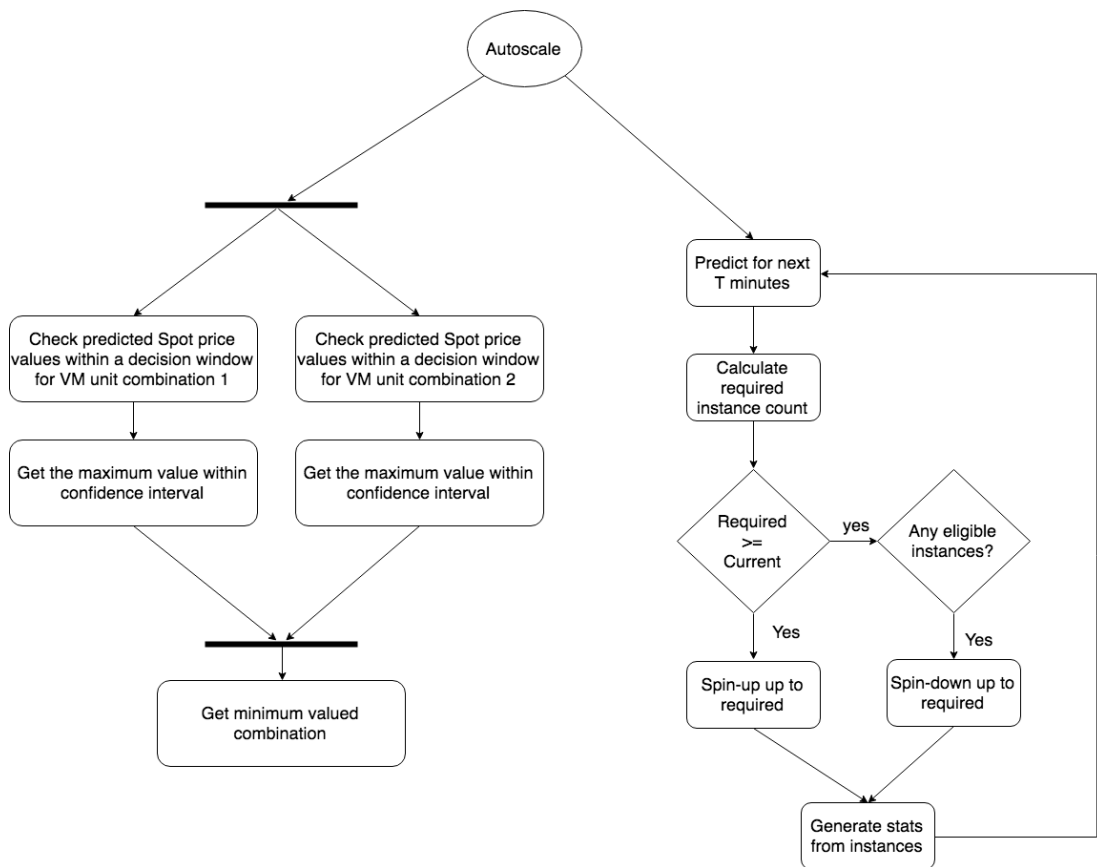 Autoscale
Check predicted Spot price
values within a decision window
for VM unit combination 1
Check predicted Spot price
values within a decision window
for VM unit combination 2
Get the maximum value within
confidence interval
Get the maximum value within
confidence interval
Get minimum valued
combination
Predict for next
T minutes
Calculate
required
instance count
Required
>=
Current
yes
Any eligible
instances?
Yes
Yes
Spin-up up to
required
Spin-down up to
required
Generate stats
from instances